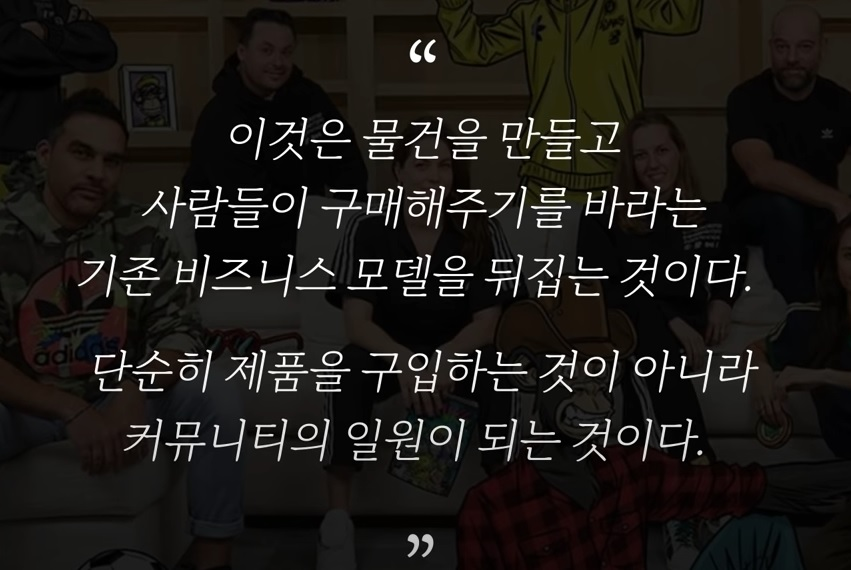 “
이것은 물건을 만들고
사람들이 구매해주기를 바라는
기존 비즈니스 모델을 뒤집는 것이다.
단순히 제품을 구입하는 것이 아니라
커뮤니티의 일원이 되는 것이다.
”
adidas